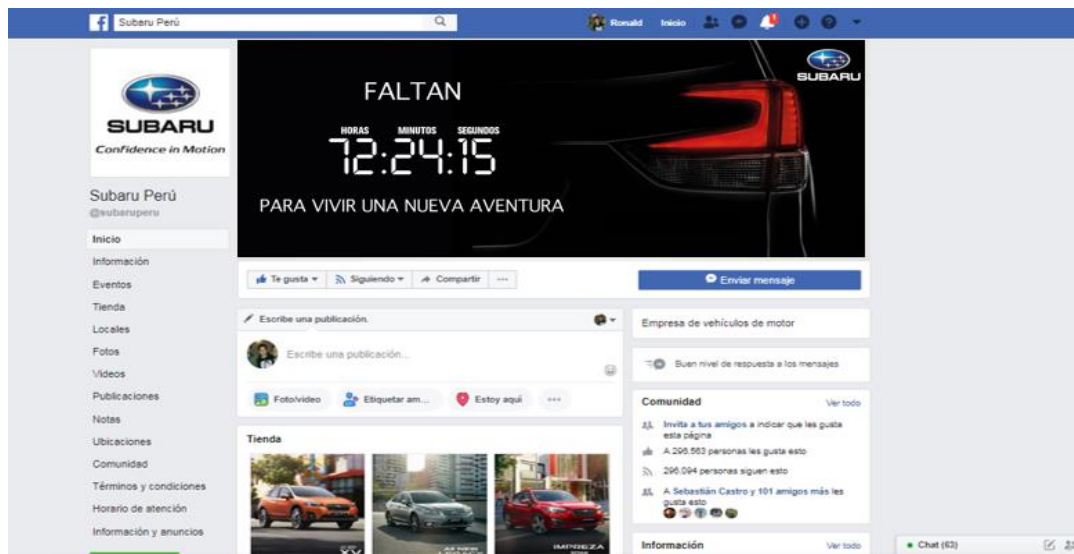 Subaru Perú
Ronald
Inicio
SUBARU
Confidence in Motion
SUBARU
FALTAN
HORAS MINUTOS SEGUNDOS
72:24:15
PARA VIVIR UNA NUEVA AVENTURA
Subaru Perú
@subaruperu
Inicio
Información
Eventos
Tienda
Locales
Fotos
Videos
Publicaciones
Notas
Ubicaciones
Comunidad
Términos y condiciones
Horario de atención
Información y anuncios
Te gusta
Siguiendo
Compartir
Enviar mensaje
Escribe una publicación.
Escribe una publicación...
Foto/video
Etiquetar am...
Estoy aquí
Tienda
XV
IMPREZA
Empresa de vehículos de motor
Buen nivel de respuesta a los mensajes
Comunidad Ver todo
Invita a tus amigos a indicar que les gusta
esta página
A 296.563 personas les gusta esto
296.094 personas siguen esto
A Sebastián Castro y 101 amigos más les
gusta esto
Información Ver todo
Chat (63)